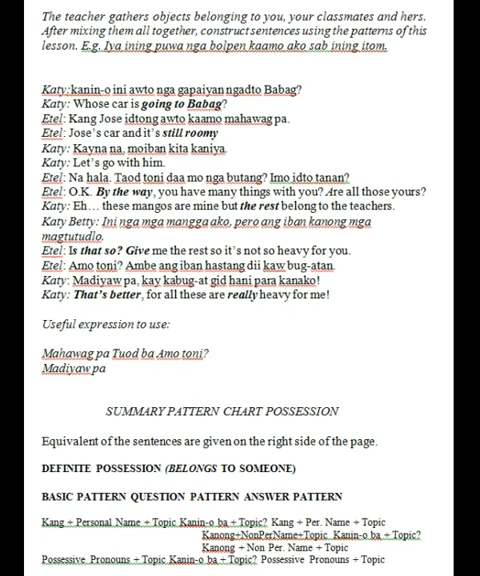 The teacher gathers objects belonging to you, your classmates and hers.
After mixing them all together, construct sentences using the patterns of this
lesson. E.g. Iya ining puwa nga bolpen kaamo ako sab ining itom.
Katy:kanin-o ini awto nga gapaiyan ngadto Babag?
Katy: Whose car is going to Babag?
Etel: Kang Jose idtong awto kaamo mahawag pa.
Etel: Jose's car and it's still roomy
Katy: Kayna na, moiban kita kaniya.
Katy: Let's go with him.
Etel: Na hala. Taod toni daa mo nga butang? Imo idto tanan?
Etel: O.K. By the way, you have many things with you? Are all those yours?
Katy: Eh… these mangos are mine but the rest belong to the teachers.
Katy Betty: Ini nga mga mangga ako, pero ang iban kanong mga
magtutudlo.
Etel: Is that so? Give me the rest so it's not so heavy for you.
Etel: Amo toni? Ambe ang iban hastang dii kaw bug-atan.
Katy: Madiyaw pa, kay kabug-at gid hani para kanako!
Katy: That's better, for all these are really heavy for me!
Useful expression to use:
Mahawag pa Tuod ba Amo toni?
Madiyaw pa
SUMMARY PATTERN CHART POSSESSION
Equivalent of the sentences are given on the right side of the page.
DEFINITE POSSESSION (BELONGS TO SOMEONE)
BASIC PATTERN QUESTION PATTERN ANSWER PATTERN
Kang + Personal Name + Topic Kanin-o ba + Topic? Kang + Per. Name + Topic
Kanong+NonPerName+Topic Kanin-o ba + Topic?
Kanong + Non Per. Name + Topic
Possessive Pronouns + Topic Kanin-o ba + Topic? Possessive Pronouns + Topic